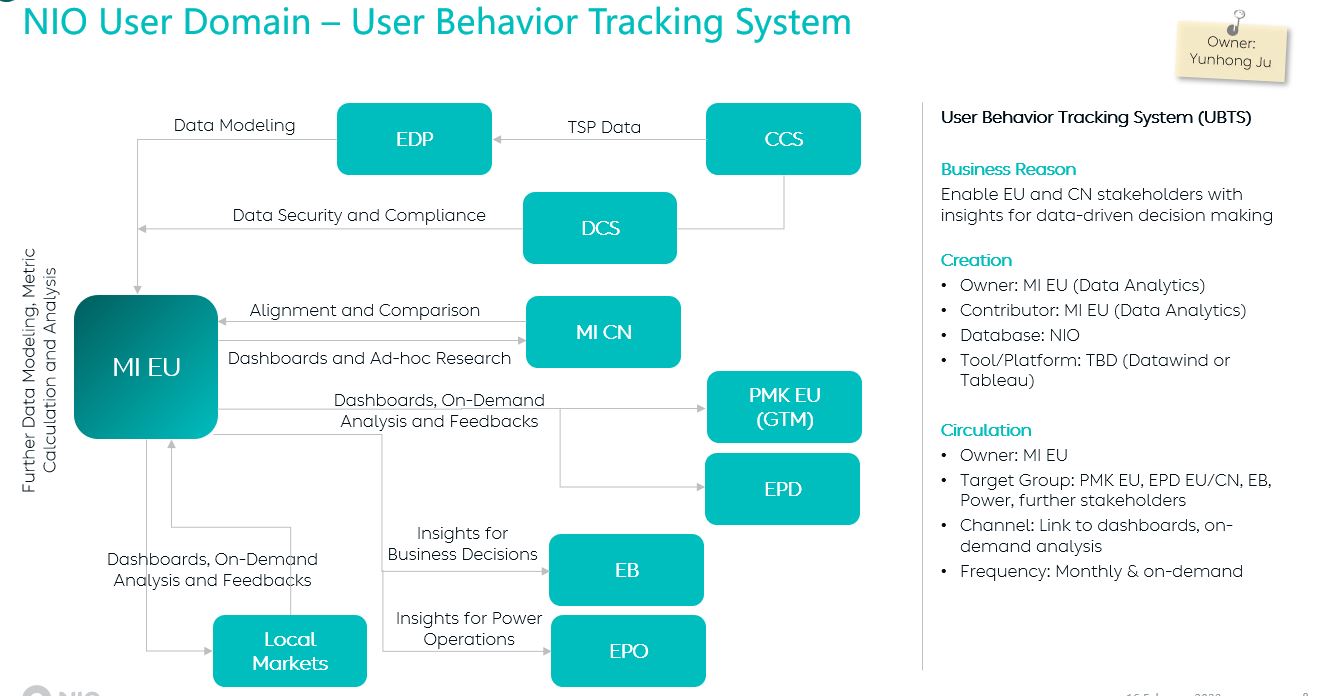 NIO User Domain – User Behavior Tracking System
Owner:
Yunhong Ju
Data Modeling
EDP
TSP Data
CCS
Data Security and Compliance
DCS
Further Data Modeling, Metric
Calculation and Analysis
MI EU
Alignment and Comparison
MI CN
Dashboards and Ad-hoc Research
Dashboards, On-Demand
Analysis and Feedbacks
PMK EU
(GTM)
EPD
Insights for
Business Decisions
EB
Dashboards, On-Demand
Analysis and Feedbacks
Insights for Power
Operations
EPO
Local
Markets
User Behavior Tracking System (UBTS)
Business Reason
Enable EU and CN stakeholders with
insights for data-driven decision making
Creation
• Owner: MI EU (Data Analytics)
• Contributor: MI EU (Data Analytics)
• Database: NIO
• Tool/Platform: TBD (Datawind or
Tableau)
Circulation
• Owner: MI EU
• Target Group: PMK EU, EPD EU/CN, EB,
Power, further stakeholders
• Channel: Link to dashboards, on-
demand analysis
• Frequency: Monthly & on-demand
NIO